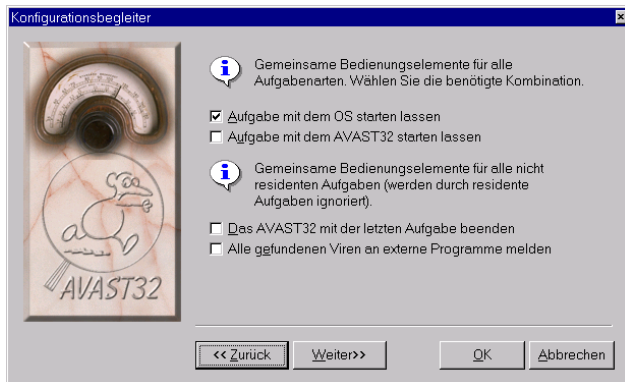 Konfigurationsbegleiter
Gemeinsame Bedienungselemente für alle
Aufgabenarten. Wählen Sie die benötigte Kombination.
Aufgabe mit dem OS starten lassen
Aufgabe mit dem AVAST32 starten lassen
Gemeinsame Bedienungselemente für alle nicht
residenten Aufgaben (werden durch residente
Aufgaben ignoriert).
Das AVAST32 mit der letzten Aufgabe beenden
Alle gefundenen Viren an externe Programme melden
AVAST32
<< Zurück
Weiter>>
OK
Abbrechen